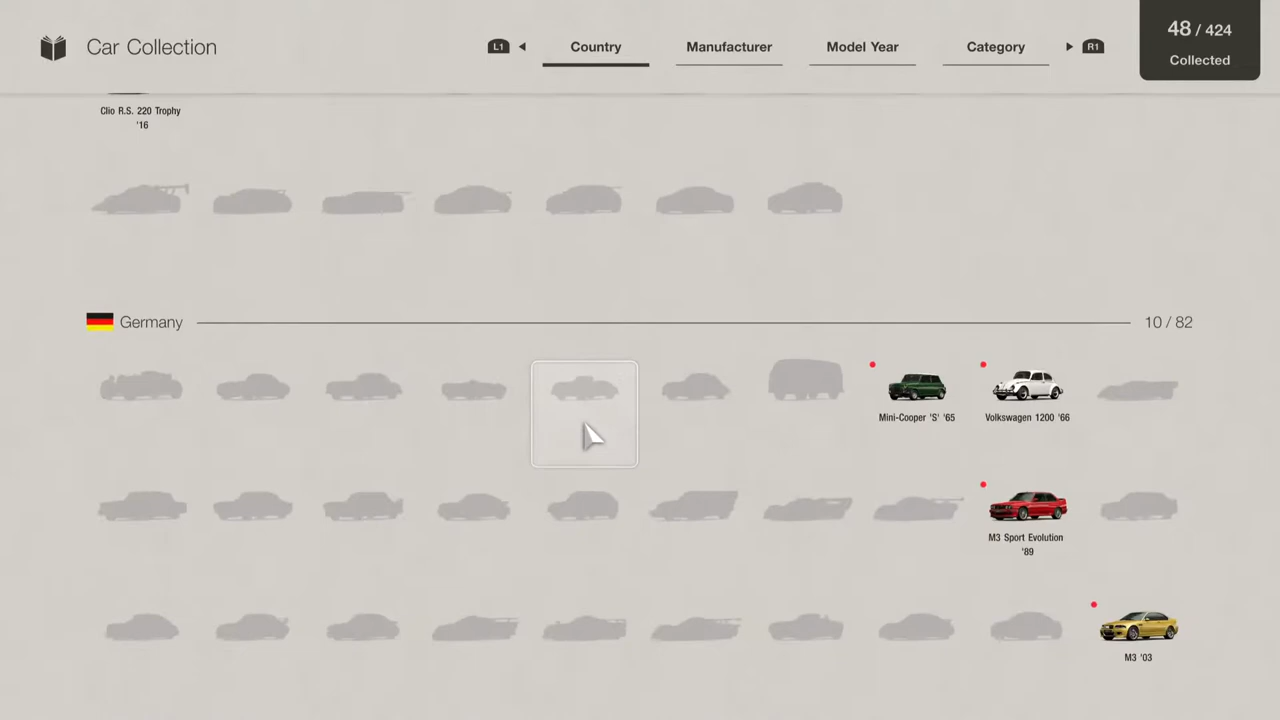 Car Collection
L1
Country
Manufacturer
Model Year
Category
R1
48 / 424
Collected
Clio R.S. 220 Trophy
'16
Germany
10 / 82
Mini-Cooper 'S' '65
Volkswagen 1200 '66
M3 Sport Evolution
'89
M3 '03